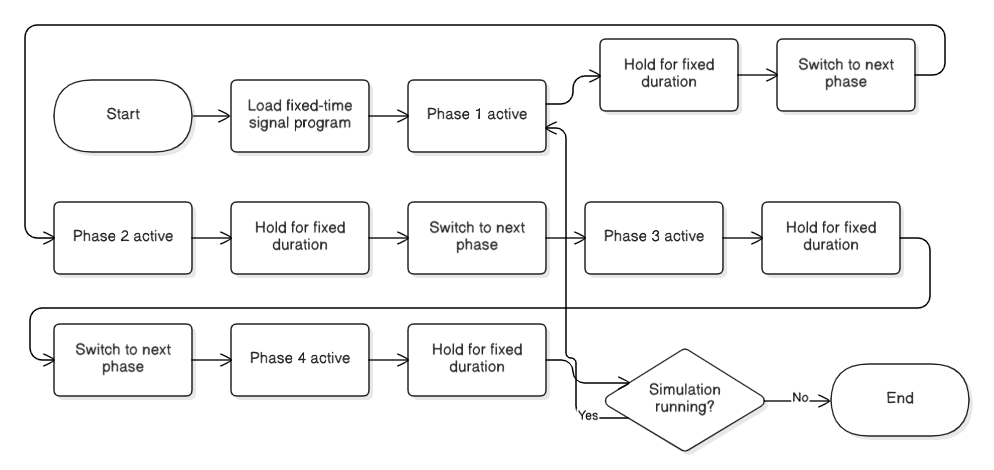 Hold for fixed
duration
Switch to next
phase
Start
Load fixed-time
signal program
Phase 1 active
Phase 2 active
Hold for fixed
duration
Switch to next
phase
Phase 3 active
Hold for fixed
duration
Switch to next
phase
Phase 4 active
Hold for fixed
duration
Simulation
running?
Yes
No
End